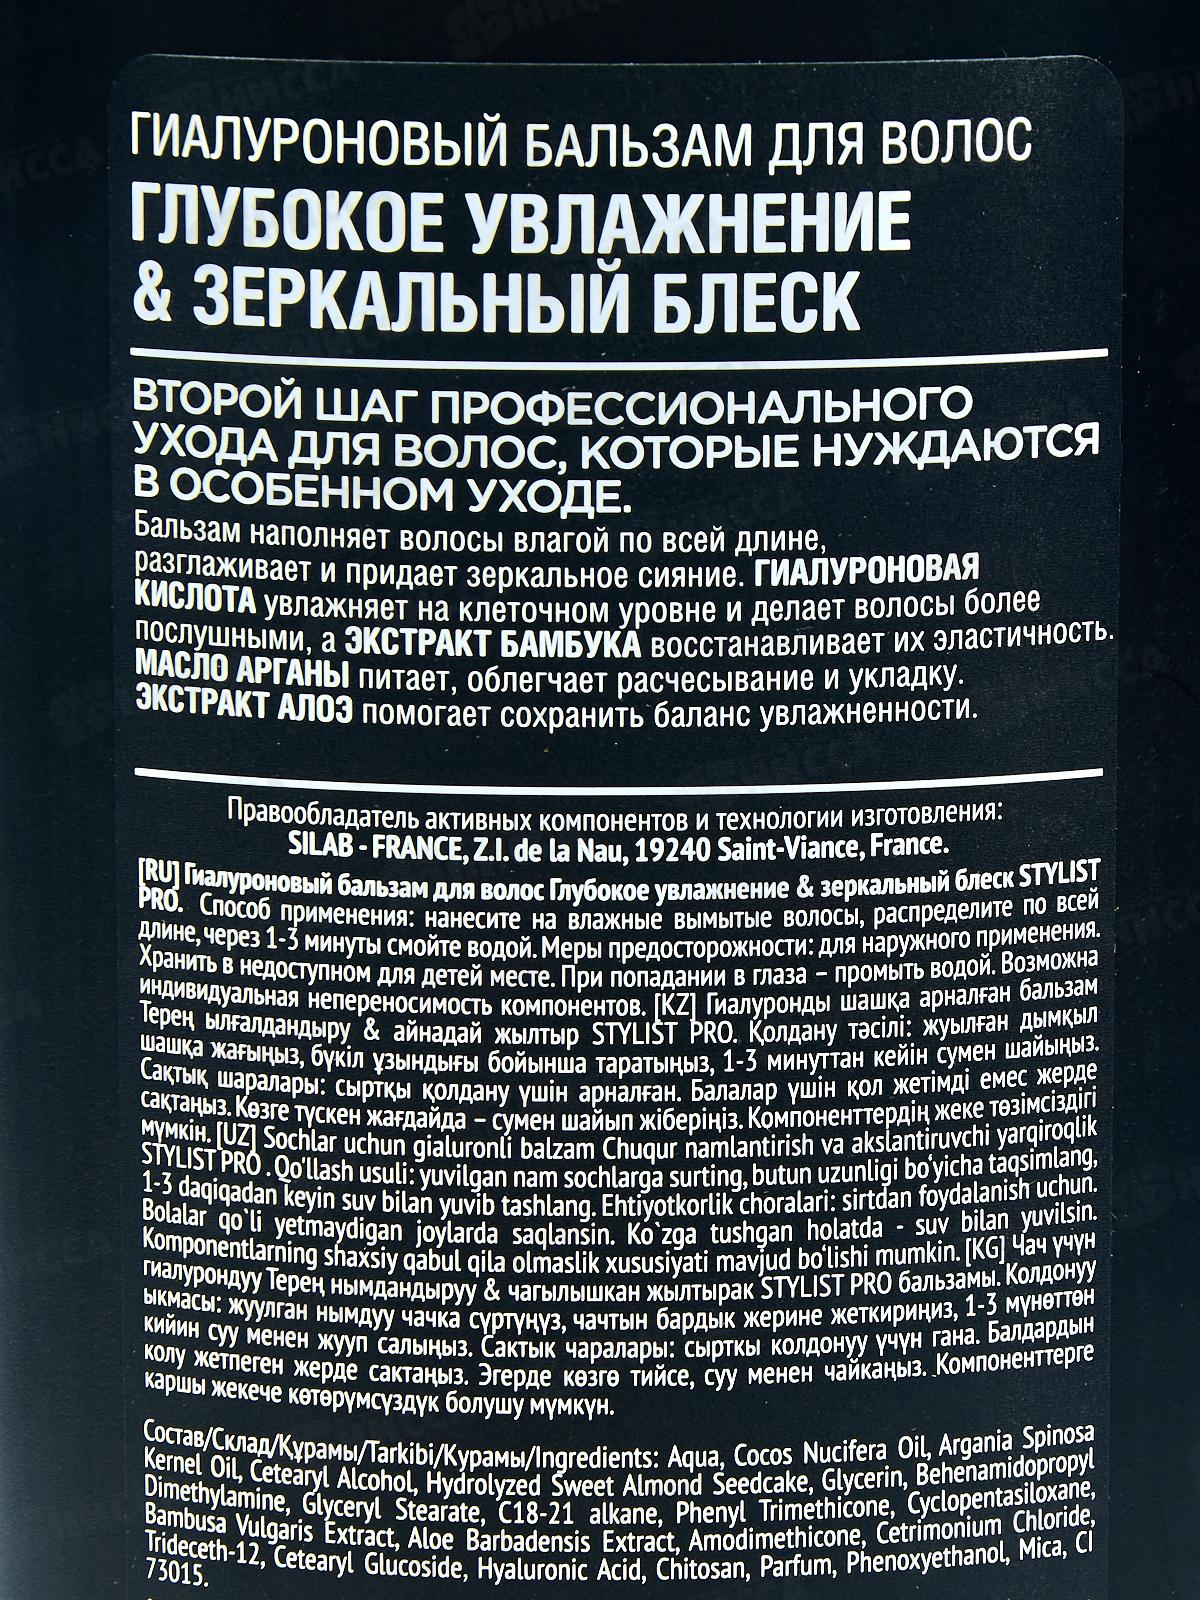 ГИАЛУРОНОВЫЙ БАЛЬЗАМ ДЛЯ ВОЛОС
ГЛУБОКОЕ УВЛАЖНЕНИЕ
& ЗЕРКАЛЬНЫЙ БЛЕСК
ВТОРОЙ ШАГ ПРОФЕССИОНАЛЬНОГО
УХОДА ДЛЯ ВОЛОС, КОТОРЫЕ НУЖДАЮТСЯ
В ОСОБЕННОМ УХОДЕ.
Бальзам наполняет волосы влагой по всей длине,
разглаживает и придает зеркальное сияние. ГИАЛУРОНОВАЯ
КИСЛОТА увлажняет на клеточном уровне и делает волосы более
послушными, а ЭКСТРАКТ БАМБУКА восстанавливает их эластичность.
МАСЛО АРГАНЫ питает, облегчает расчесывание и укладку.
ЭКСТРАКТ АЛОЭ помогает сохранить баланс увлажненности.
Правообладатель активных компонентов и технологии изготовления:
SILAB - FRANCE, Z.I. de la Nau, 19240 Saint-Viance, France.
[RU] Гиалуроновый бальзам для волос Глубокое увлажнение & зеркальный блеск STYLIST
PRO. Способ применения: нанесите на влажные вымытые волосы, распределите по всей
длине, через 1-3 минуты смойте водой. Меры предосторожности: для наружного применения.
Хранить в недоступном для детей месте. При попадании в глаза – промыть водой. Возможна
индивидуальная непереносимость компонентов. [KZ] Гиалуронды шашқа арналған бальзам
Терең ылғалдандыру & айнадай жылтыр STYLIST PRO. Қолдану тәсілі: жуылған дымқыл
шашқа жағыңыз, бүкіл ұзындығы бойынша таратыңыз, 1-3 минуттан кейін сумен шайыңыз.
Сақтық шаралары: сыртқы қолдану үшін арналған. Балалар үшін қол жетімді емес жерде
сақтаңыз. Көзге түскен жағдайда – сумен шайып жіберіңіз. Компоненттердің жеке төзімсіздігі
мүмкін. [UZ] Sochlar uchun gialuronli balzam Chuqur namlantirish va akslantiruvchi yarqiroqlik
STYLIST PRO . Qo'llash usuli: yuvilgan nam sochlarga surting, butun uzunligi bo‘yicha taqsimlang,
1-3 daqiqadan keyin suv bilan yuvib tashlang. Ehtiyotkorlik choralari: sirtdan foydalanish uchun.
Bolalar qo`li yetmaydigan joylarda saqlansin. Ko`zga tushgan holatda - suv bilan yuvilsin.
Komponentlarning shaxsiy qabul qila olmaslik xususiyati mavjud bo‘lishi mumkin. [KG] Чач үчүн
гиалурондуу Терең нымдандыруу & чагылышкан жылтырак STYLIST PRO бальзамы. Колдонуу
ыкмасы: жуулган нымдуу чачка сүртүңүз, чачтын бардык жерине жеткириңиз, 1-3 мүнөттөн
кийин суу менен жууп салыңыз. Сактык чаралары: сырткы колдонуу үчүн гана. Балдардын
колу жетпеген жерде сактаңыз. Эгерде көзгө тийсе, суу менен чайкаңыз. Компоненттерге
каршы жекече көтөрүмсүздүк болушу мүмкүн.
Состав/Склад/Құрамы/Tarkibi/Курамы/Ingredients: Aqua, Cocos Nucifera Oil, Argania Spinosa
Kernel Oil, Cetearyl Alcohol, Hydrolyzed Sweet Almond Seedcake, Glycerin, Behenamidopropyl
Dimethylamine, Glyceryl Stearate, C18-21 alkane, Phenyl Trimethicone, Cyclopentasiloxane,
Bambusa Vulgaris Extract, Aloe Barbadensis Extract, Amodimethicone, Cetrimonium Chloride,
Trideceth-12, Cetearyl Glucoside, Hyaluronic Acid, Chitosan, Parfum, Phenoxyethanol, Mica, CI
73015.